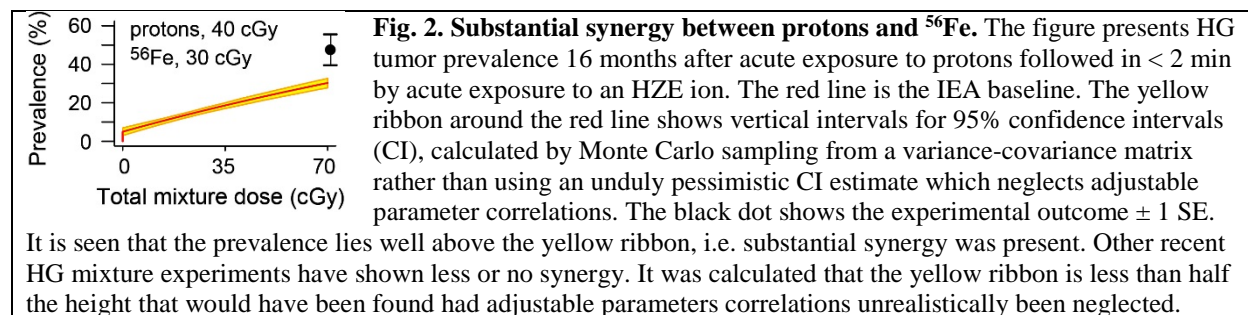 60
40
20
0
Prevalence (%)
protons, 40 cGy
⁵⁶Fe, 30 cGy
0 35 70
Total mixture dose (cGy)
Fig. 2. Substantial synergy between protons and ⁵⁶Fe. The figure presents HG
tumor prevalence 16 months after acute exposure to protons followed in < 2 min
by acute exposure to an HZE ion. The red line is the IEA baseline. The yellow
ribbon around the red line shows vertical intervals for 95% confidence intervals
(CI), calculated by Monte Carlo sampling from a variance-covariance matrix
rather than using an unduly pessimistic CI estimate which neglects adjustable
parameter correlations. The black dot shows the experimental outcome ± 1 SE.
It is seen that the prevalence lies well above the yellow ribbon, i.e. substantial synergy was present. Other recent
HG mixture experiments have shown less or no synergy. It was calculated that the yellow ribbon is less than half
the height that would have been found had adjustable parameters correlations unrealistically been neglected.